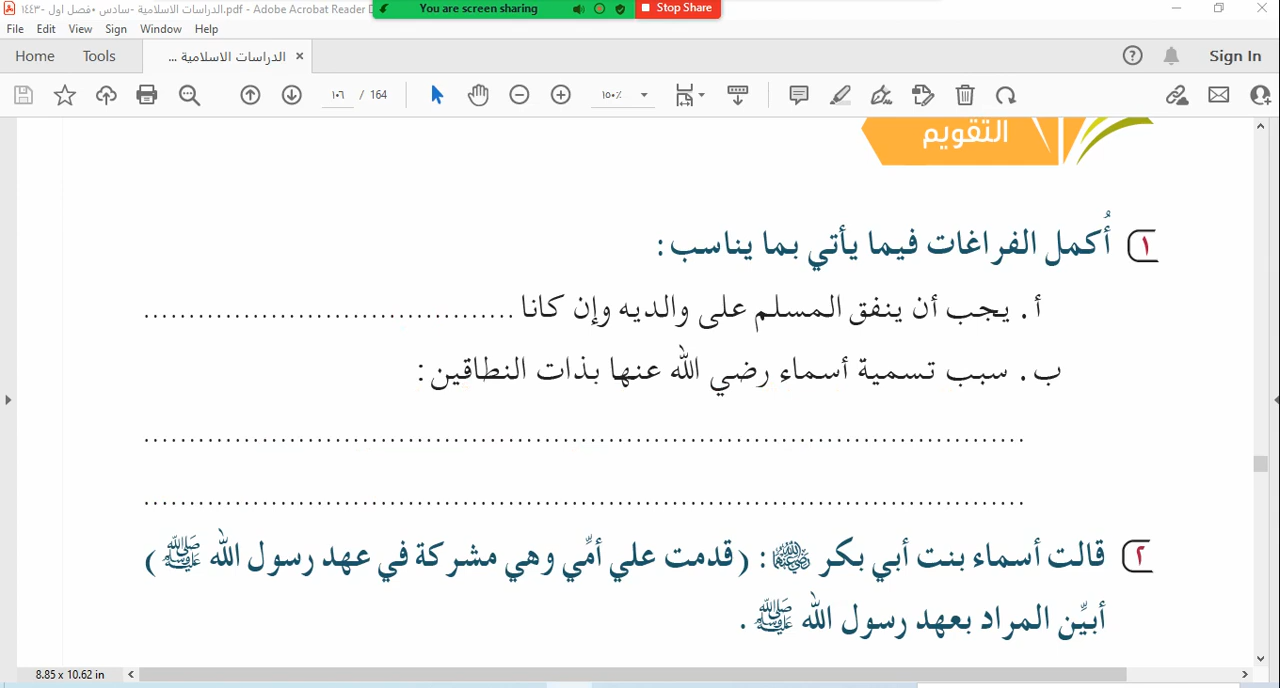 الدراسات الاسلامية -سادس •فصل اول -١٤٤٣.pdf - Adobe Acrobat Reader D
You are screen sharing
Stop Share
File Edit View Sign Window Help
Home Tools الدراسات الاسلامية ... × Sign In
١٠٦ / 164 ١٥٠٪
التقويم
١ أُكمل الفراغات فيما يأتي بما يناسب:
أ. يجب أن ينفق المسلم على والديه وإن كانا .........................................
ب. سبب تسمية أسماء رضي الله عنها بذات النطاقين:
..................................................................................................
..................................................................................................
٢ قالت أسماء بنت أبي بكر ﵂: (قدمت علي أمِّي وهي مشركة في عهد رسول الله ﷺ)
أبيِّن المراد بعهد رسول الله ﷺ.
8.85 x 10.62 in